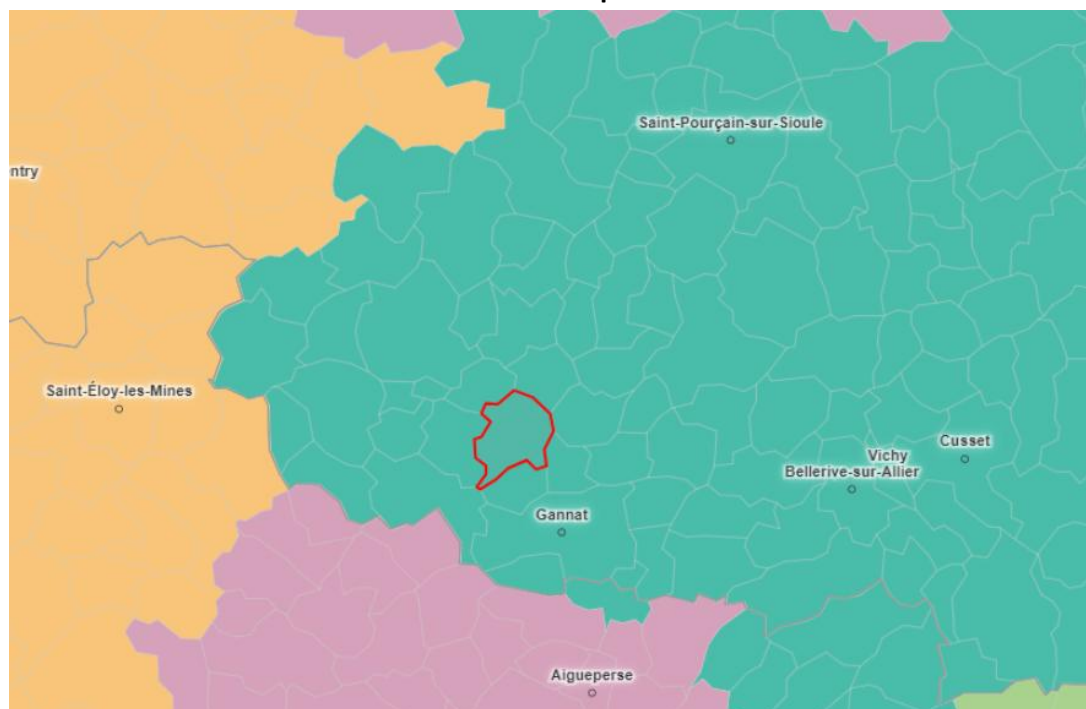 Saint-Pourçain-sur-Sioule
ntry
Saint-Éloy-les-Mines
Cusset
Vichy
Bellerive-sur-Allier
Gannat
Aigueperse